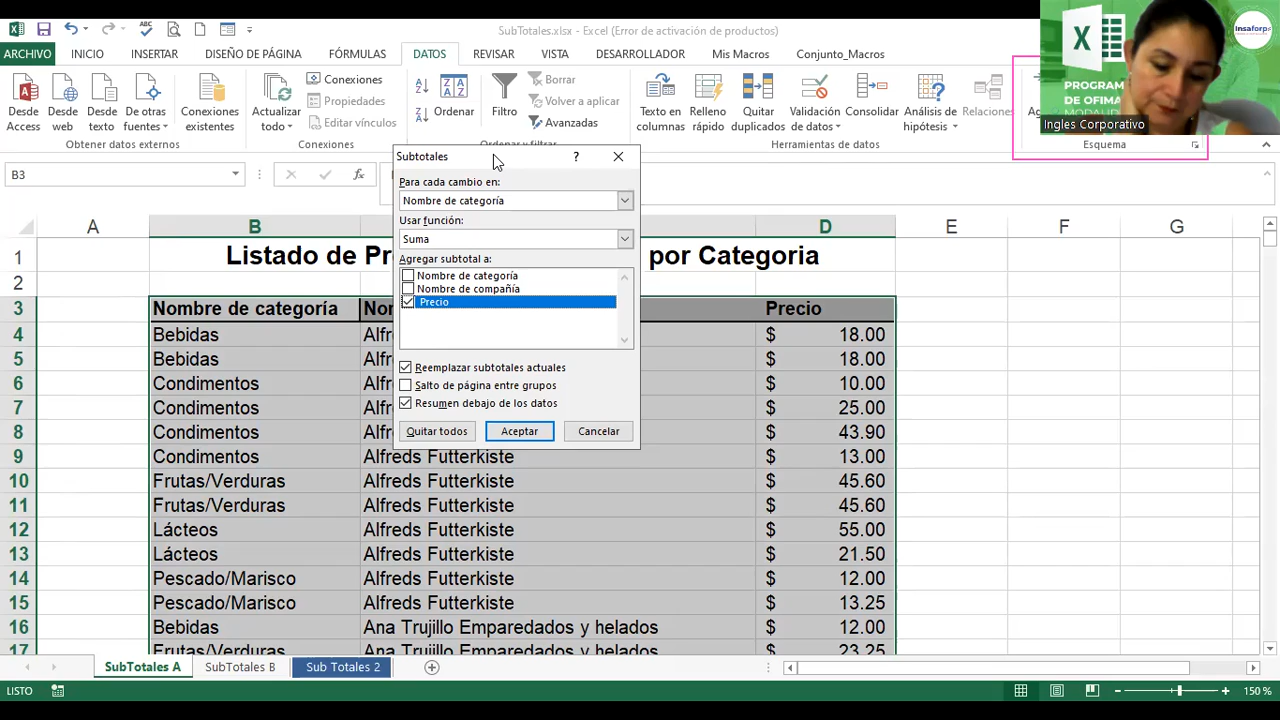 SubTotales.xlsx - Excel (Error de activación de productos)
ARCHIVO INICIO INSERTAR DISEÑO DE PÁGINA FÓRMULAS DATOS REVISAR VISTA DESARROLLADOR Mis Macros Conjunto_Macros
Desde Access
Desde web
Desde texto
De otras fuentes
Conexiones existentes
Obtener datos externos
Actualizar todo
Conexiones
Propiedades
Editar vínculos
Conexiones
Ordenar
Filtro
Borrar
Volver a aplicar
Avanzadas
Ordenar y filtrar
Texto en columnas
Relleno rápido
Quitar duplicados
Validación de datos
Consolidar
Análisis de hipótesis
Relaciones
Herramientas de datos
Esquema
PROGRAM
DE OFIM
Insaforp
Ingles Corporativo
B3
Subtotales ?
Para cada cambio en:
Nombre de categoría
Usar función:
Suma
Agregar subtotal a:
Nombre de categoría
Nombre de compañía
Precio
Reemplazar subtotales actuales
Salto de página entre grupos
Resumen debajo de los datos
Quitar todos Aceptar Cancelar
A B D E F G
1 Listado de Pr por Categoria
2
3 Nombre de categoría Nom Precio
4 Bebidas Alfre $ 18.00
5 Bebidas Alfre $ 18.00
6 Condimentos Alfre $ 10.00
7 Condimentos Alfre $ 25.00
8 Condimentos Alfre $ 43.90
9 Condimentos Alfreds Futterkiste $ 13.00
10 Frutas/Verduras Alfreds Futterkiste $ 45.60
11 Frutas/Verduras Alfreds Futterkiste $ 45.60
12 Lácteos Alfreds Futterkiste $ 55.00
13 Lácteos Alfreds Futterkiste $ 21.50
14 Pescado/Marisco Alfreds Futterkiste $ 12.00
15 Pescado/Marisco Alfreds Futterkiste $ 13.25
16 Bebidas Ana Trujillo Emparedados y helados $ 12.00
17 Frutas/Verduras Ana Trujillo Emparedados y helados $ 23.25
SubTotales A SubTotales B Sub Totales 2
LISTO 150 %